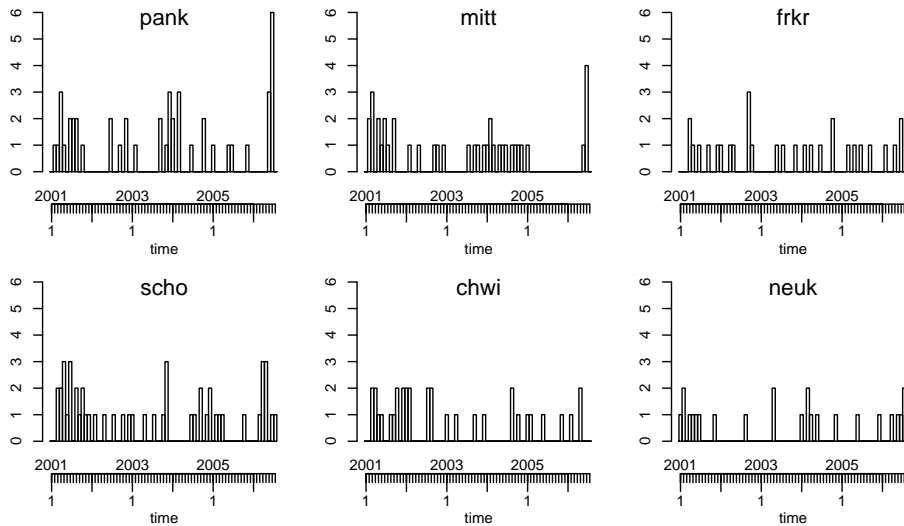 pank mitt frkr
0 1 2 3 4 5 6 0 1 2 3 4 5 6 0 1 2 3 4 5 6
2001 2003 2005 2001 2003 2005 2001 2003 2005
1 1 1 1 1 1 1 1 1
time time time
scho chwi neuk
0 1 2 3 4 5 6 0 1 2 3 4 5 6 0 1 2 3 4 5 6
2001 2003 2005 2001 2003 2005 2001 2003 2005
1 1 1 1 1 1 1 1 1
time time time